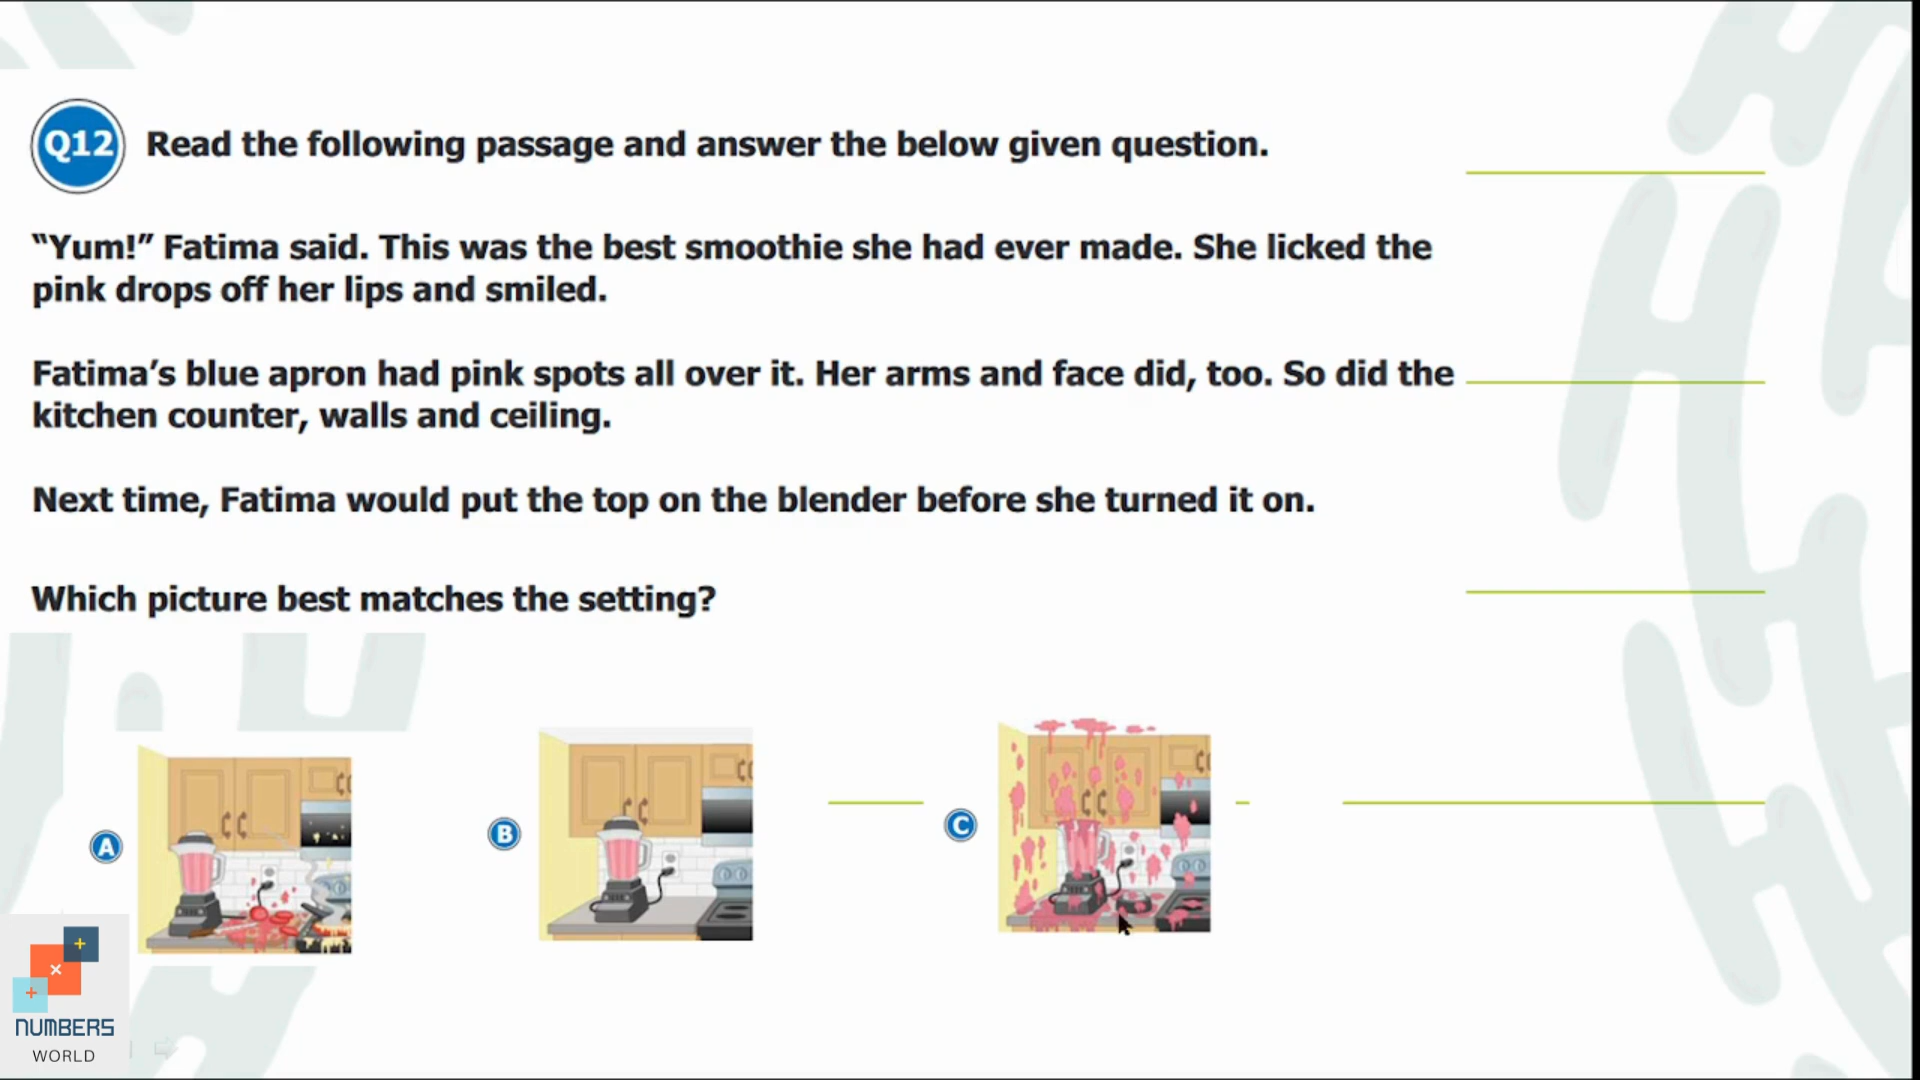 Q12 Read the following passage and answer the below given question.
“Yum!” Fatima said. This was the best smoothie she had ever made. She licked the
pink drops off her lips and smiled.
Fatima’s blue apron had pink spots all over it. Her arms and face did, too. So did the
kitchen counter, walls and ceiling.
Next time, Fatima would put the top on the blender before she turned it on.
Which picture best matches the setting?
A
B
C
NUMBERS
WORLD